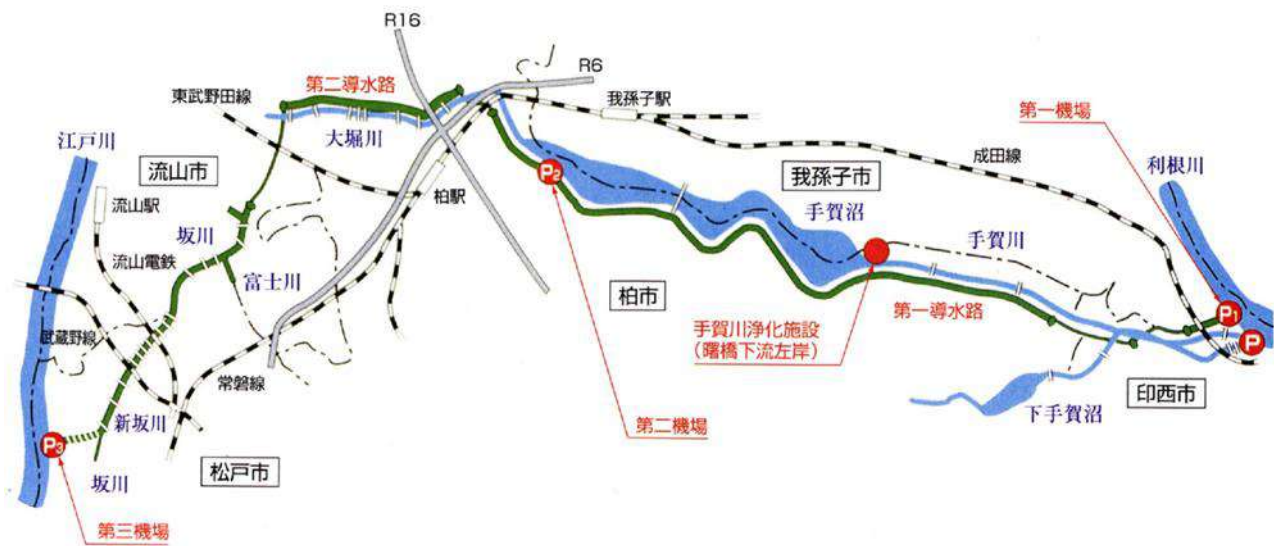 R16
R6
第二導水路
東武野田線
我孫子駅
第一機場
江戸川
大堀川
成田線
利根川
流山市
我孫子市
P2
柏駅
流山駅
手賀沼
手賀川
坂川
流山電鉄
富士川
柏市
第一導水路
P1
武蔵野線
手賀川浄化施設
(曙橋下流左岸)
P
常磐線
印西市
新坂川
下手賀沼
第二機場
P3
松戸市
坂川
第三機場